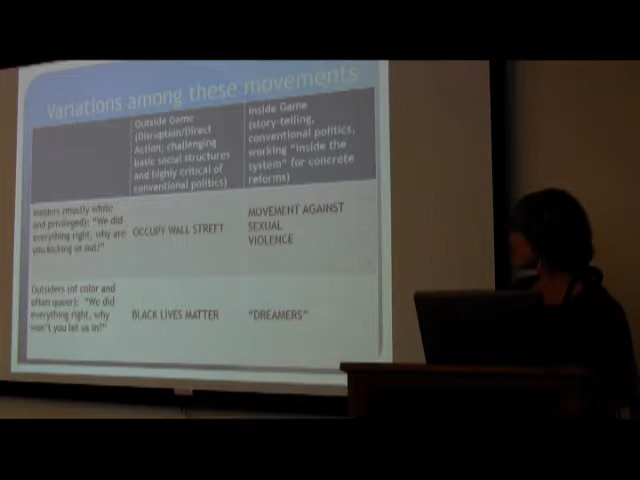 Variations among these movements
Outside Game
(Disruption/Direct
Action; challenging
basic social structures
and highly critical of
conventional politics)
Inside Game
(story-telling,
conventional politics,
working "inside the
system" for concrete
reforms)
Insiders (mostly white
and privileged): "We did
everything right, why are
you kicking us out?"
OCCUPY WALL STREET
MOVEMENT AGAINST
SEXUAL
VIOLENCE
Outsiders (of color and
often queer): "We did
everything right, why
won't you let us in?"
BLACK LIVES MATTER
"DREAMERS"